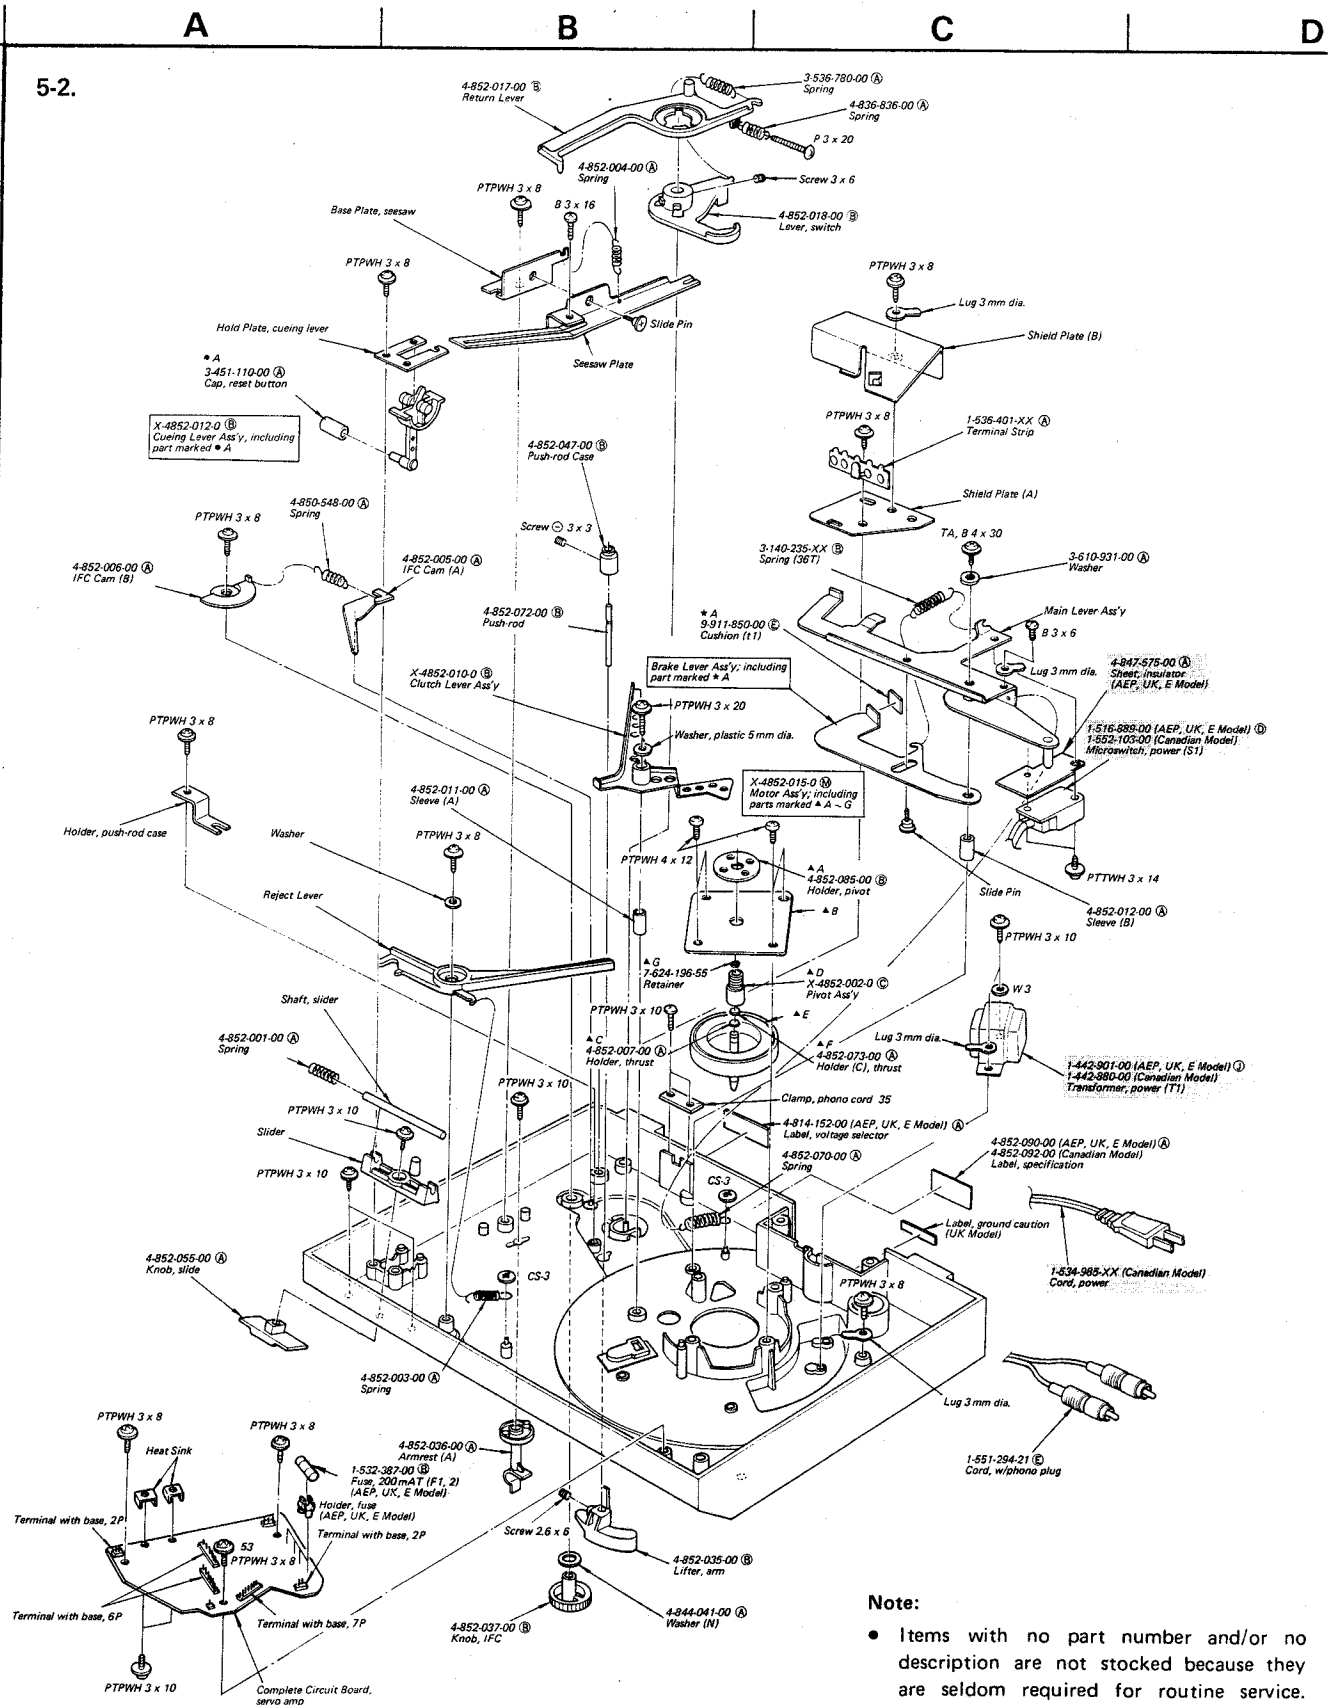 A
B
C
D
5-2.
4-852-017-00 Ⓑ
Return Lever
3-536-780-00 Ⓐ
Spring
4-836-836-00 Ⓐ
Spring
P 3 x 20
4-852-004-00 Ⓐ
Spring
Screw 3 x 6
PTPWH 3 x 8
B 3 x 16
4-852-018-00 Ⓑ
Lever, switch
Base Plate, seesaw
PTPWH 3 x 8
PTPWH 3 x 8
Lug 3 mm dia.
Hold Plate, cueing lever
Slide Pin
Shield Plate (B)
Seesaw Plate
● A
3-451-110-00 Ⓐ
Cap, reset button
X-4852-012-0 Ⓑ
Cueing Lever Ass'y, including
part marked ● A
PTPWH 3 x 8
1-536-401-XX Ⓐ
Terminal Strip
4-852-047-00 Ⓑ
Push-rod Case
4-850-548-00 Ⓐ
Spring
Shield Plate (A)
PTPWH 3 x 8
Screw ⊖ 3 x 3
TA, B 4 x 30
3-140-235-XX Ⓑ
Spring (36T)
3-610-931-00 Ⓐ
Washer
4-852-006-00 Ⓐ
IFC Cam (B)
4-852-005-00 Ⓐ
IFC Cam (A)
4-852-072-00 Ⓑ
Push-rod
★ A
9-911-850-00 Ⓔ
Cushion (t1)
Main Lever Ass'y
B 3 x 6
Brake Lever Ass'y; including
part marked ★ A
Lug 3 mm dia.
4-847-575-00 Ⓐ
Sheet, insulator
(AEP, UK, E Model)
X-4852-010-0 Ⓑ
Clutch Lever Ass'y
PTPWH 3 x 20
PTPWH 3 x 8
Washer, plastic 5 mm dia.
1-516-889-00 (AEP, UK, E Model) Ⓓ
1-552-103-00 (Canadian Model)
Microswitch, power (S1)
X-4852-015-0 Ⓜ
Motor Ass'y; including
parts marked ▲ A ~ G
4-852-011-00 Ⓐ
Sleeve (A)
Holder, push-rod case
Washer
PTPWH 3 x 8
PTPWH 4 x 12
▲ A
4-852-085-00 Ⓑ
Holder, pivot
PTTWH 3 x 14
Slide Pin
Reject Lever
▲ B
4-852-012-00 Ⓐ
Sleeve (B)
PTPWH 3 x 10
▲ G
7-624-196-55
Retainer
▲ D
X-4852-002-0 Ⓒ
Pivot Ass'y
W 3
Shaft, slider
PTPWH 3 x 10
▲ E
Lug 3 mm dia.
4-852-001-00 Ⓐ
Spring
▲ C
4-852-007-00 Ⓐ
Holder, thrust
▲ F
4-852-073-00 Ⓐ
Holder (C), thrust
1-442-901-00 (AEP, UK, E Model) Ⓙ
1-442-880-00 (Canadian Model)
Transformer, power (T1)
PTPWH 3 x 10
Clamp, phono cord 35
PTPWH 3 x 10
Slider
4-814-152-00 (AEP, UK, E Model) Ⓐ
Label, voltage selector
4-852-090-00 (AEP, UK, E Model) Ⓐ
4-852-092-00 (Canadian Model)
Label, specification
PTPWH 3 x 10
4-852-070-00 Ⓐ
Spring
CS-3
Label, ground caution
(UK Model)
4-852-055-00 Ⓐ
Knob, slide
CS-3
1-534-985-XX (Canadian Model)
Cord, power
PTPWH 3 x 8
4-852-003-00 Ⓐ
Spring
Lug 3 mm dia.
PTPWH 3 x 8
PTPWH 3 x 8
Heat Sink
4-852-036-00 Ⓐ
Armrest (A)
1-532-387-00 Ⓑ
Fuse, 200mAT (F1, 2)
(AEP, UK, E Model)
1-551-294-21 Ⓔ
Cord, w/phono plug
Holder, fuse
(AEP, UK, E Model)
Terminal with base, 2P
Terminal with base, 2P
Screw 2.6 x 6
53
PTPWH 3 x 8
4-852-035-00 Ⓑ
Lifter, arm
Terminal with base, 6P
Terminal with base, 7P
4-844-041-00 Ⓐ
Washer (N)
4-852-037-00 Ⓑ
Knob, IFC
PTPWH 3 x 10
Complete Circuit Board,
servo amp
Note:
● Items with no part number and/or no
description are not stocked because they
are seldom required for routine service.